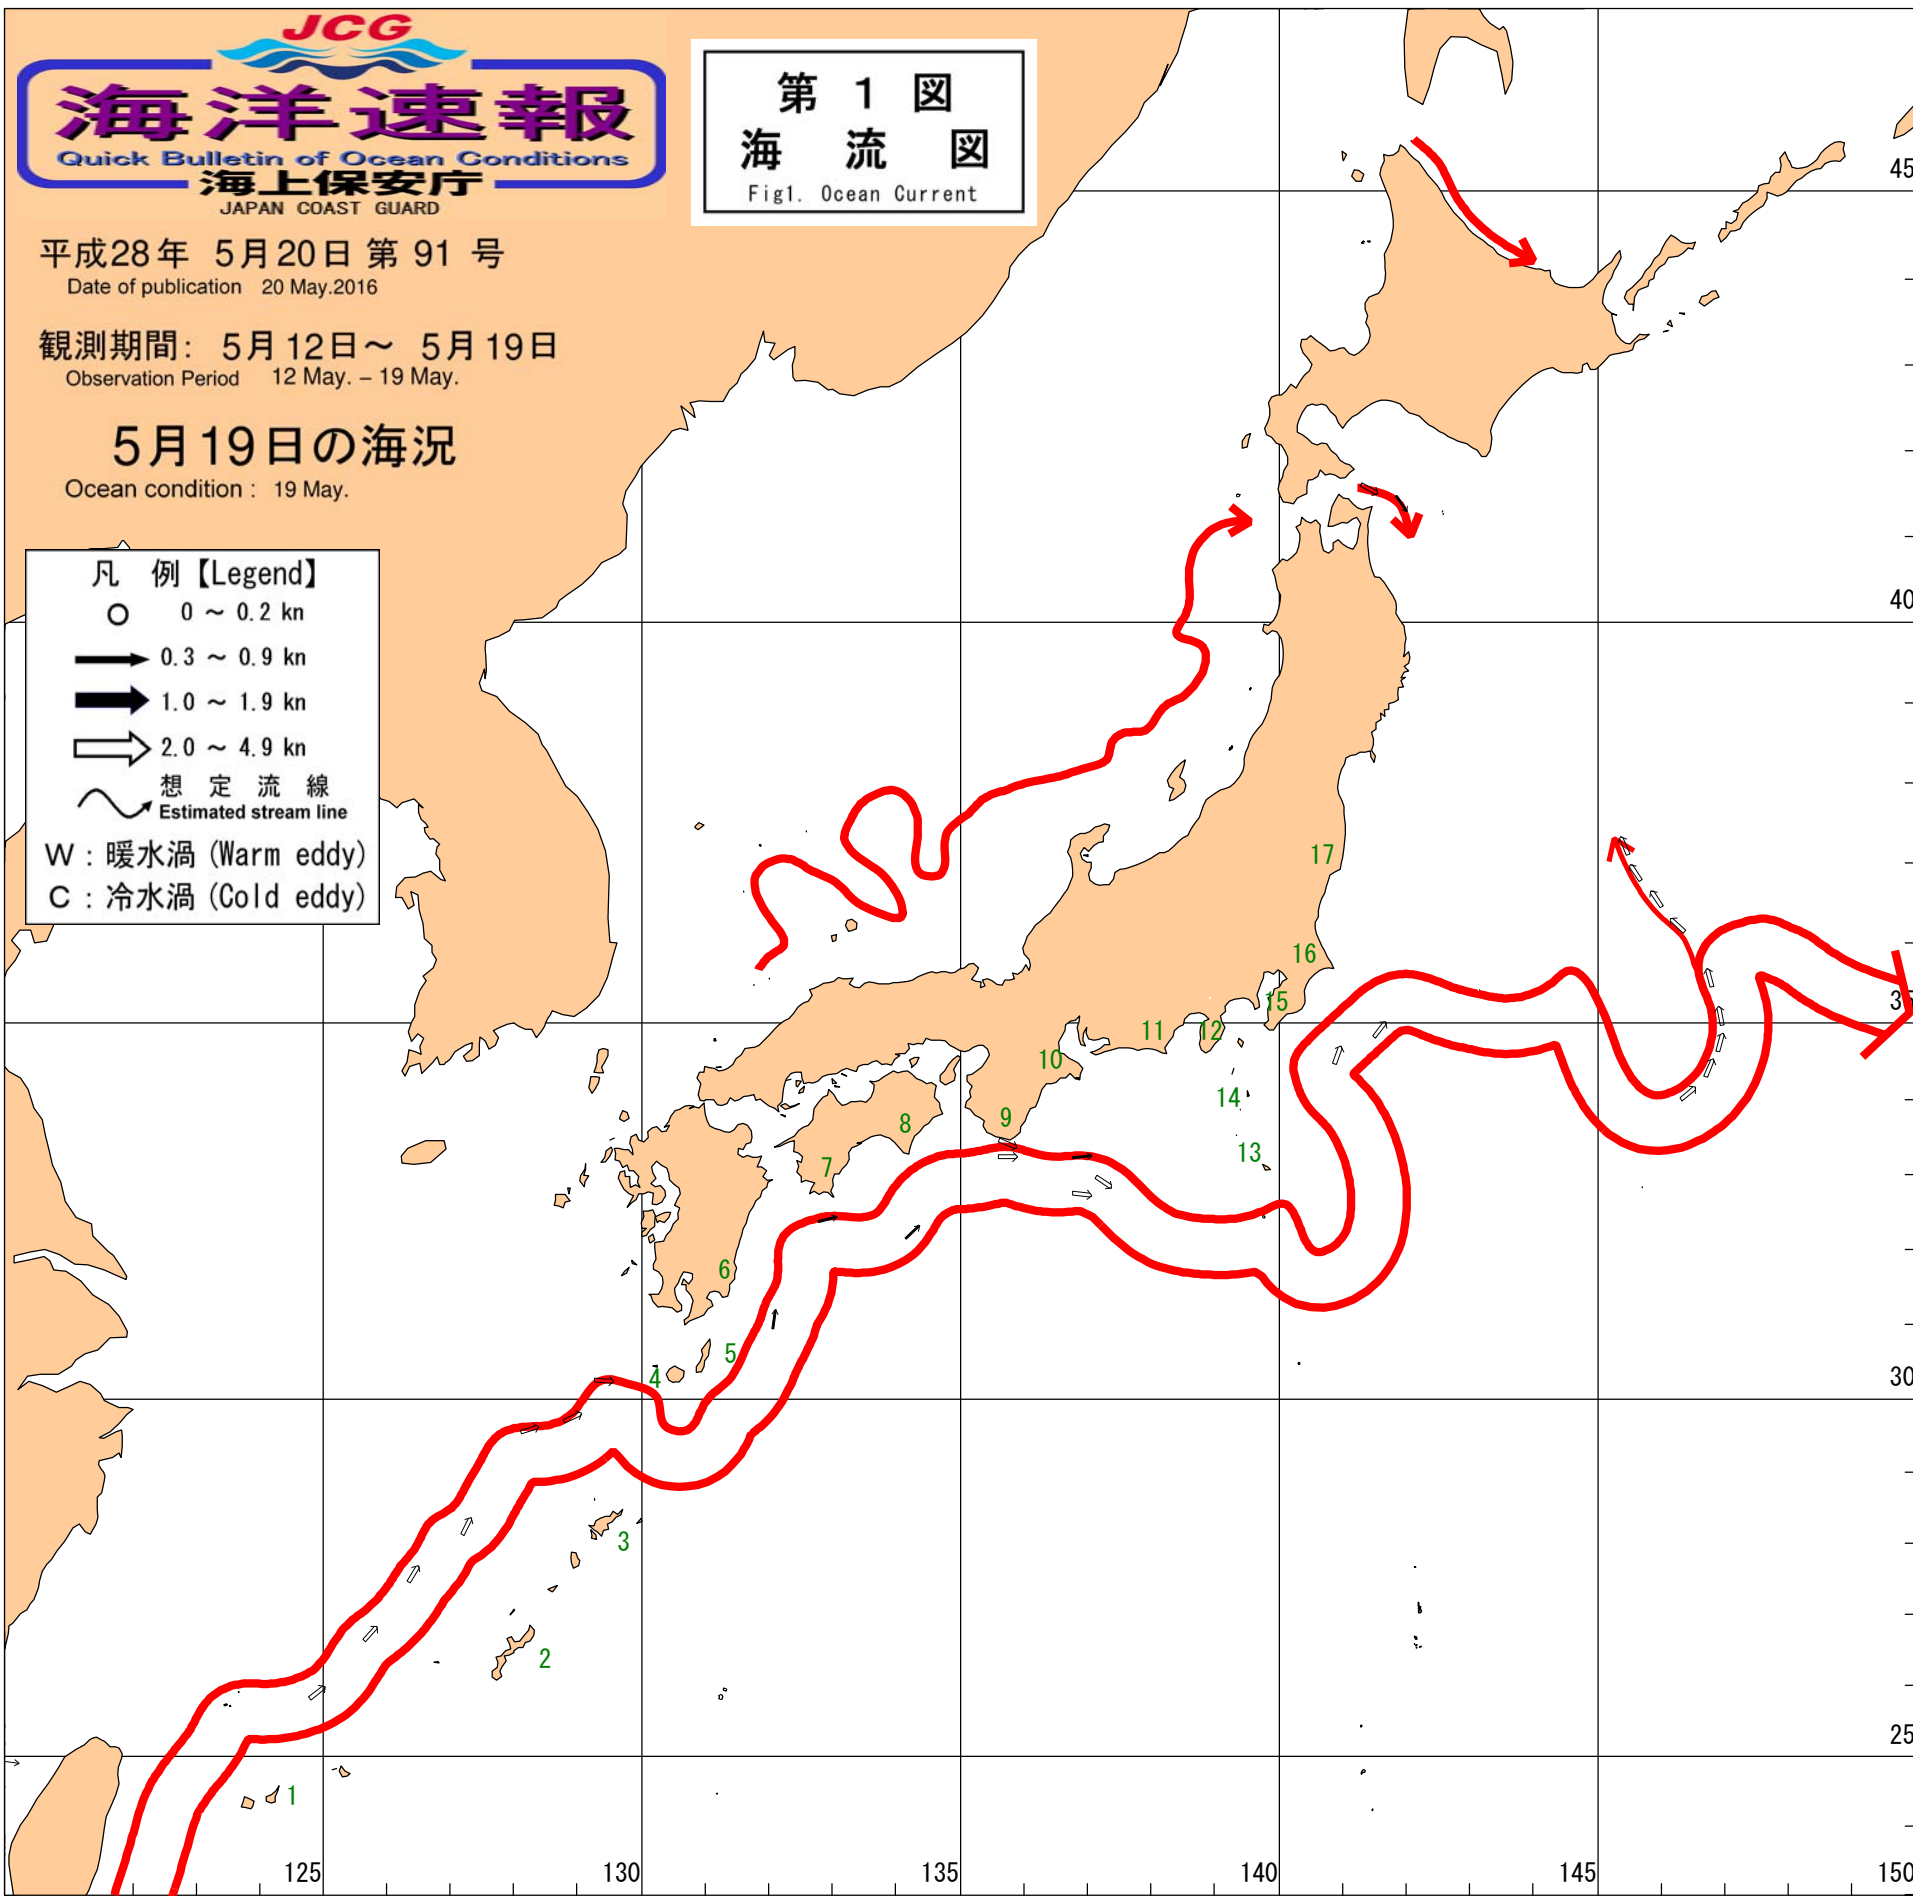 JCG
海洋速報
Quick Bulletin of Ocean Conditions
海上保安庁
JAPAN COAST GUARD
第 1 図
海 流 図
Fig1. Ocean Current
平成28年 5月20日 第 91 号
Date of publication 20 May.2016
観測期間: 5月12日～ 5月19日
Observation Period 12 May. – 19 May.
5月19日の海況
Ocean condition : 19 May.
凡 例【Legend】
0 ～ 0.2 kn
0.3 ～ 0.9 kn
1.0 ～ 1.9 kn
2.0 ～ 4.9 kn
想 定 流 線
Estimated stream line
W : 暖水渦 (Warm eddy)
C : 冷水渦 (Cold eddy)
45
40
17
16
35
15
12
11
10
14
9
8
13
7
6
5
4
30
3
2
25
1
125
130
135
140
145
150